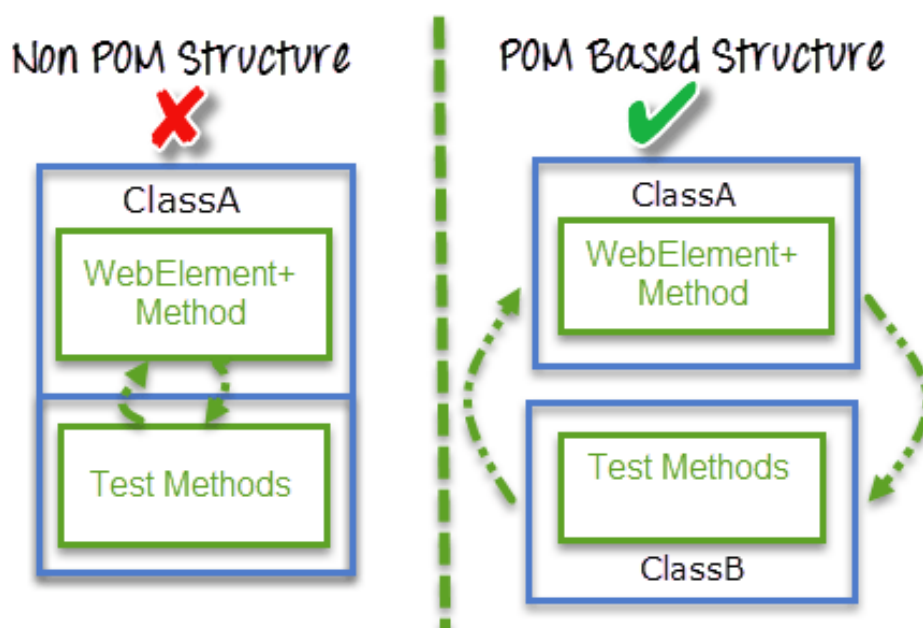 Non POM Structure
ClassA
WebElement+
Method
Test Methods
POM Based Structure
ClassA
WebElement+
Method
Test Methods
ClassB